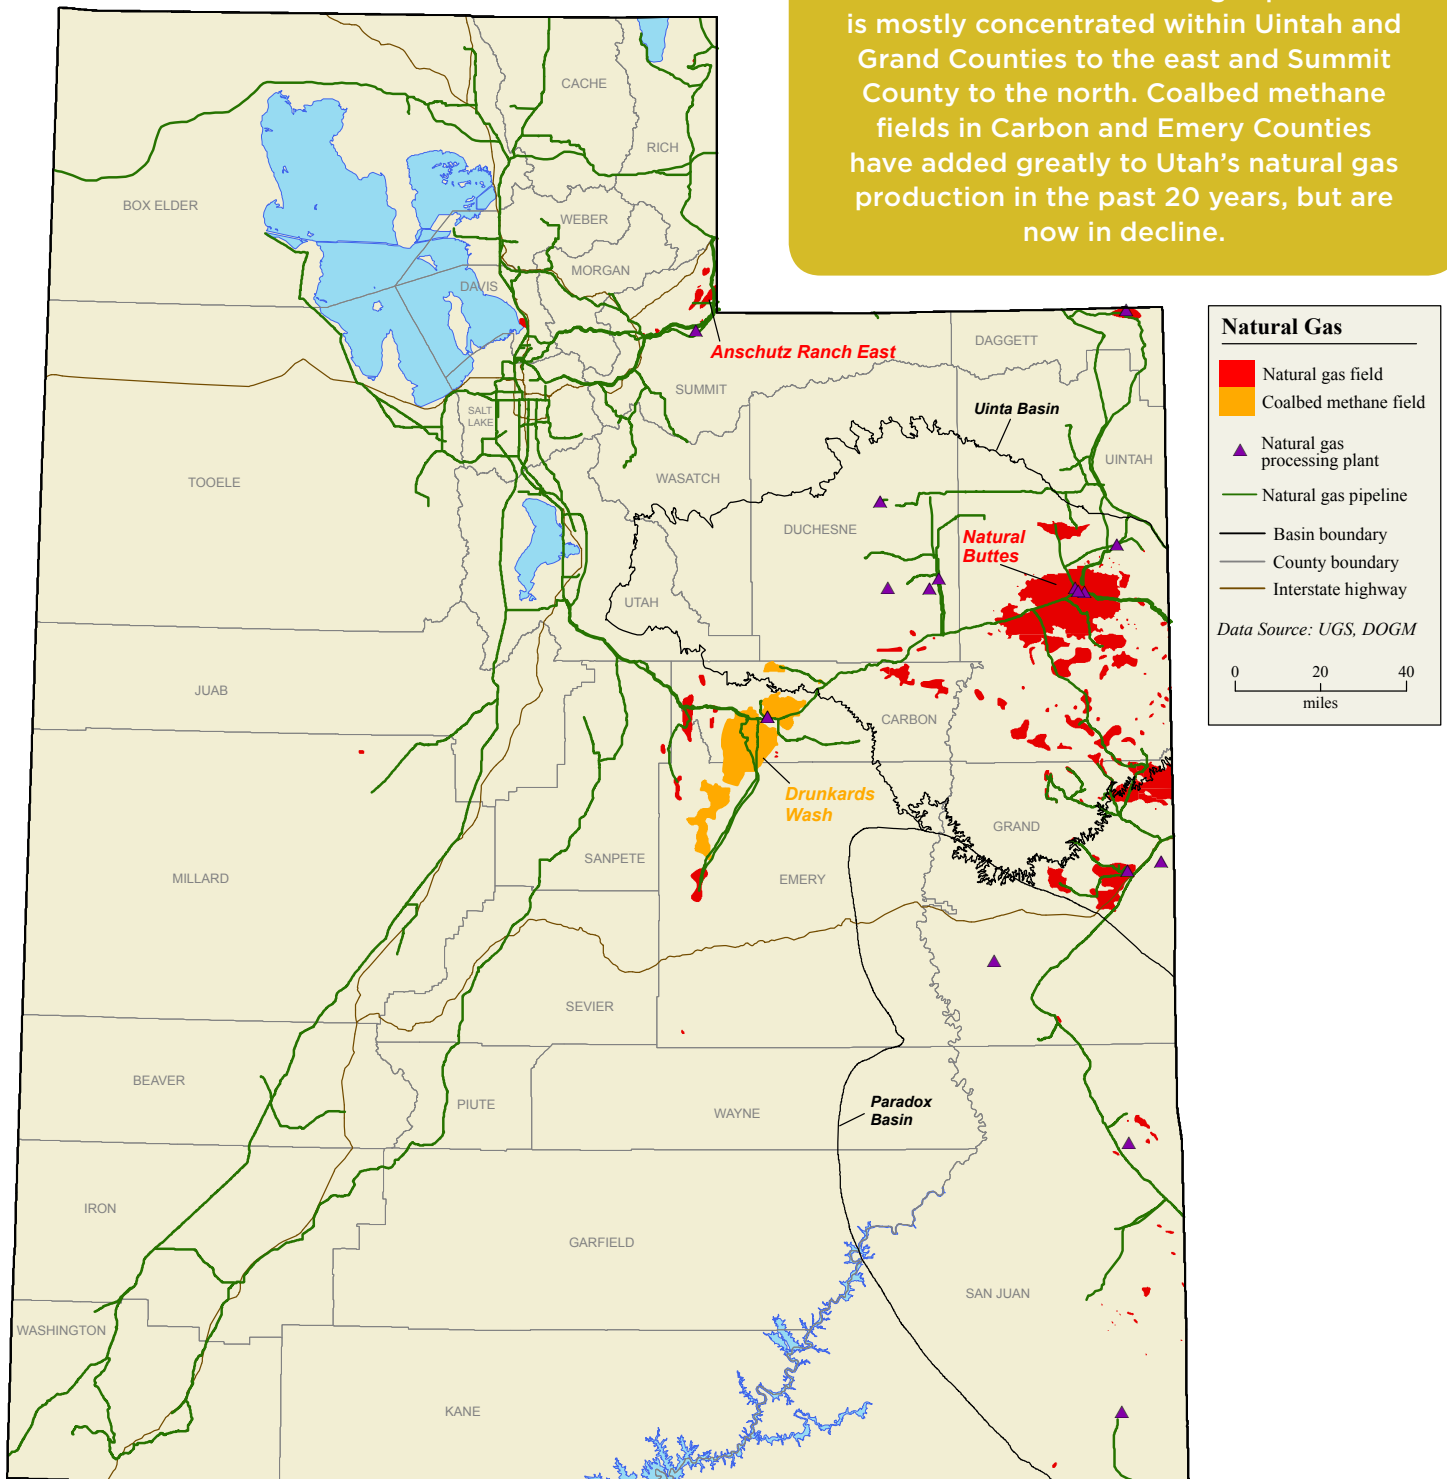 is mostly concentrated within Uintah and
Grand Counties to the east and Summit
County to the north. Coalbed methane
fields in Carbon and Emery Counties
have added greatly to Utah's natural gas
production in the past 20 years, but are
now in decline.
CACHE
RICH
BOX ELDER
WEBER
MORGAN
DAVIS
Anschutz Ranch East
DAGGETT
SUMMIT
SALT
LAKE
Uinta Basin
UINTAH
TOOELE
WASATCH
DUCHESNE
Natural
Buttes
UTAH
JUAB
CARBON
Drunkards
Wash
GRAND
SANPETE
MILLARD
EMERY
SEVIER
BEAVER
PIUTE
WAYNE
Paradox
Basin
IRON
GARFIELD
SAN JUAN
WASHINGTON
KANE
Natural Gas
Natural gas field
Coalbed methane field
Natural gas
processing plant
Natural gas pipeline
Basin boundary
County boundary
Interstate highway
Data Source: UGS, DOGM
0 20 40
miles